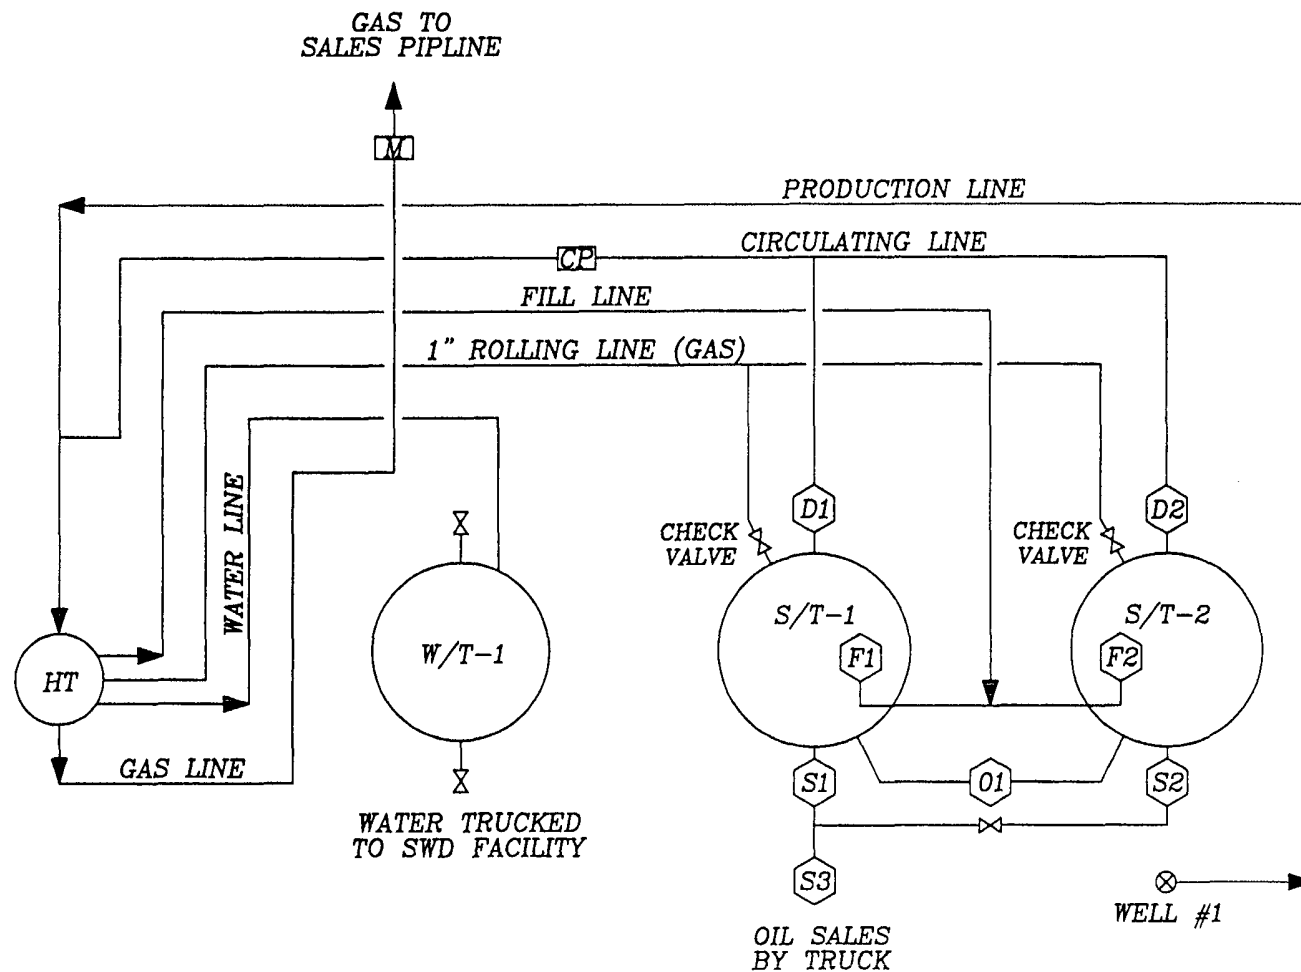 GAS TO
SALES PIPLINE
M
PRODUCTION LINE
CIRCULATING LINE
CP
FILL LINE
1" ROLLING LINE (GAS)
WATER LINE
D1
D2
CHECK
VALVE
CHECK
VALVE
S/T-1
S/T-2
F1
F2
W/T-1
HT
GAS LINE
S1
01
S2
WATER TRUCKED
TO SWD FACILITY
S3
WELL #1
OIL SALES
BY TRUCK